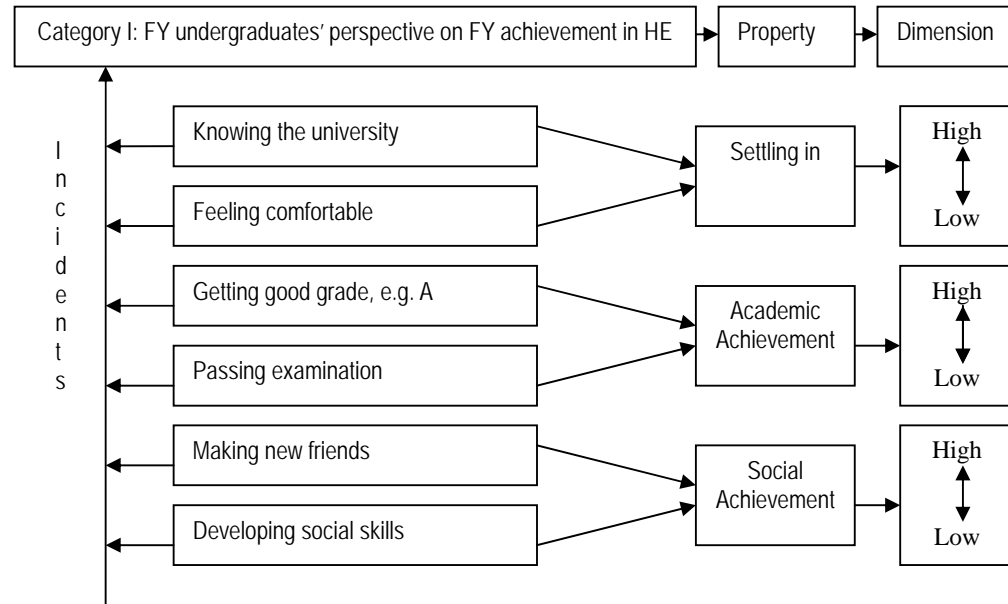 Category I: FY undergraduates' perspective on FY achievement in HE
Property
Dimension
Incidents
Knowing the university
Feeling comfortable
Settling in
High
Low
Getting good grade, e.g. A
Passing examination
Academic
Achievement
High
Low
Making new friends
Developing social skills
Social
Achievement
High
Low